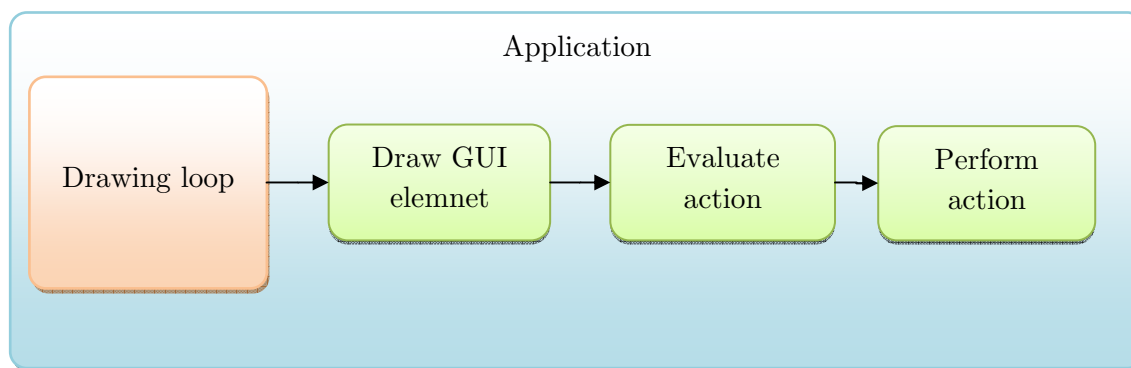 Application
Drawing loop
Draw GUI
elemnet
Evaluate
action
Perform
action